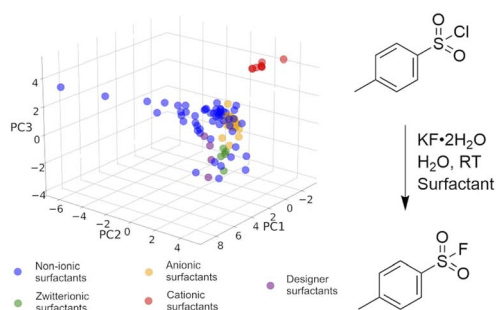 4
2
0
−2
−4
PC3
−6
−4
−2
0
2
4
PC2
8
6
4
2
0
−2
PC1
Non-ionic
surfactants
Zwitterionic
surfactants
Anionic
surfactants
Cationic
surfactants
Designer
surfactants
O
S
Cl
O
KF•2H₂O
H₂O, RT
Surfactant
O
S
F
O